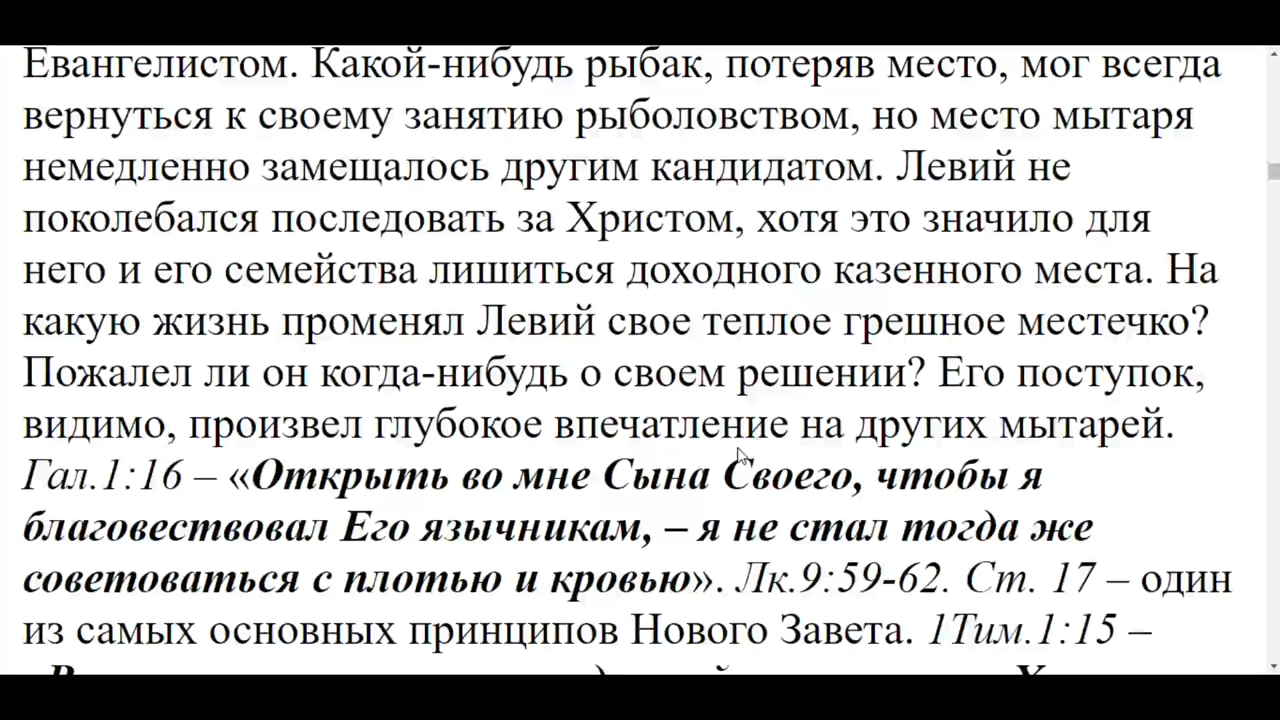 Евангелистом. Какой-нибудь рыбак, потеряв место, мог всегда
вернуться к своему занятию рыболовством, но место мытаря
немедленно замещалось другим кандидатом. Левий не
поколебался последовать за Христом, хотя это значило для
него и его семейства лишиться доходного казенного места. На
какую жизнь променял Левий свое теплое грешное местечко?
Пожалел ли он когда-нибудь о своем решении? Его поступок,
видимо, произвел глубокое впечатление на других мытарей.
Гал.1:16 – «Открыть во мне Сына Своего, чтобы я
благовествовал Его язычникам, – я не стал тогда же
советоваться с плотью и кровью». Лк.9:59-62. Ст. 17 – один
из самых основных принципов Нового Завета. 1Тим.1:15 –